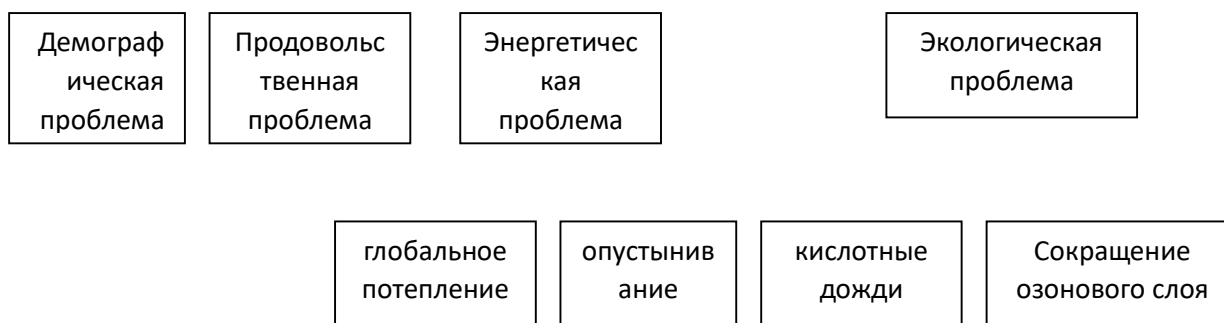 Демограф
ическая
проблема
Продовольс
твенная
проблема
Энергетичес
кая
проблема
Экологическая
проблема
глобальное
потепление
опустынив
ание
кислотные
дожди
Сокращение
озонового слоя